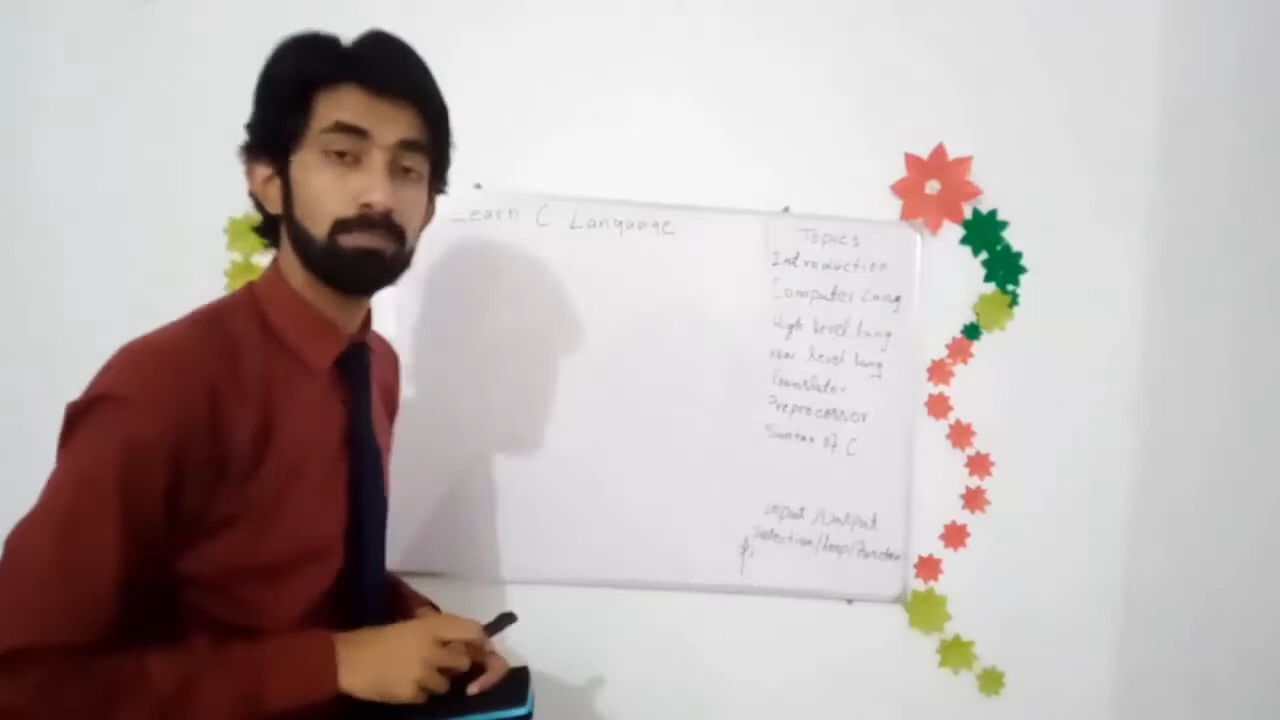 Learn C Language
Topics
Introduction
Computer Lang
High level lang
low level lang
Translator
Preprocessor
Syntax of C
input /output
Selection/loop/Function